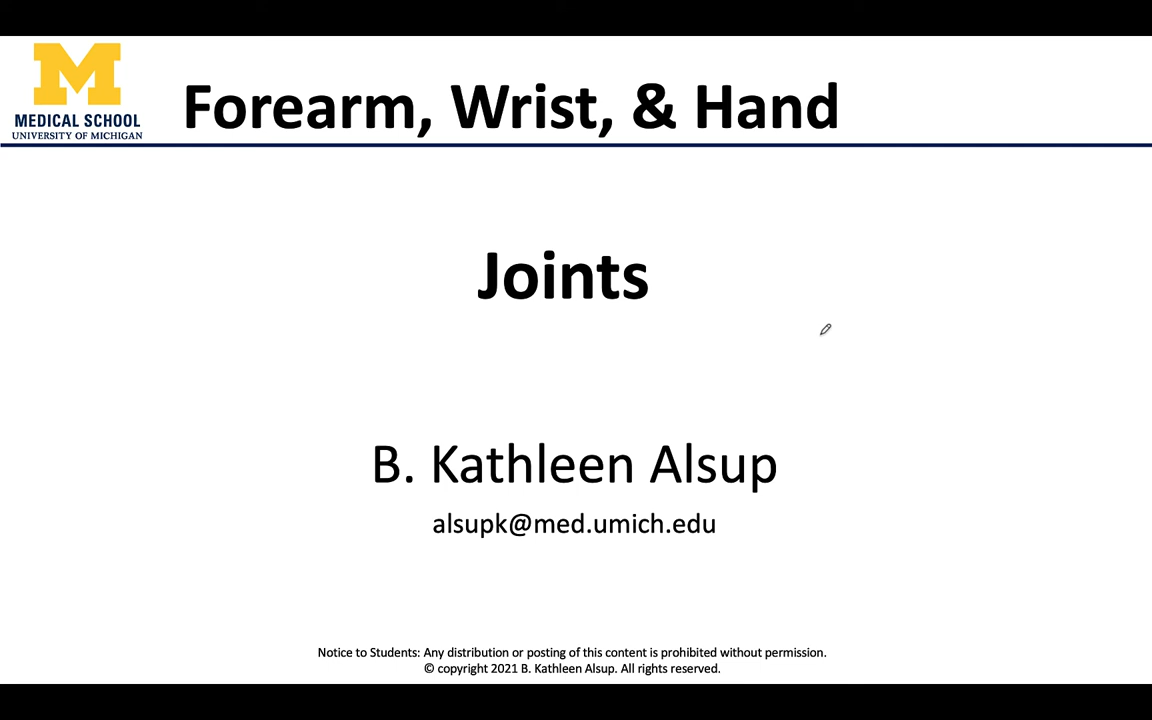 M
MEDICAL SCHOOL
UNIVERSITY OF MICHIGAN
Forearm, Wrist, & Hand
Joints
B. Kathleen Alsup
alsupk@med.umich.edu
Notice to Students: Any distribution or posting of this content is prohibited without permission.
© copyright 2021 B. Kathleen Alsup. All rights reserved.